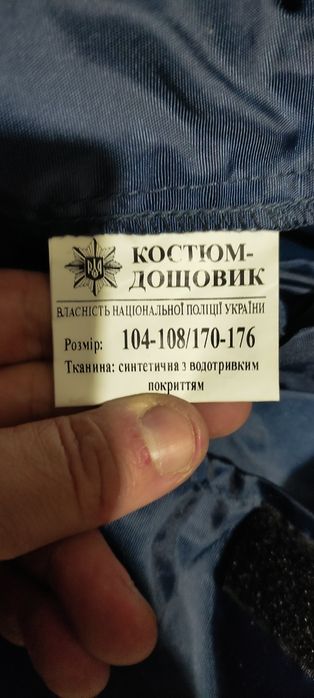 КОСТЮМ-
ДОЩОВИК
ВЛАСНІСТЬ НАЦІОНАЛЬНОЇ ПОЛІЦІЇ УКРАЇНИ
Розмір: 104-108/170-176
Тканина: синтетична з водотривким
покриттям